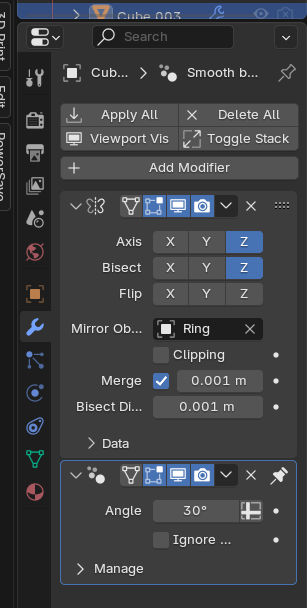 Cube.003
3D Print
Edit
PowerSave
Search
Cub...
Smooth b...
Apply All
Delete All
Viewport Vis
Toggle Stack
Add Modifier
Axis X Y Z
Bisect X Y Z
Flip X Y Z
Mirror Ob... Ring
Clipping
Merge 0.001 m
Bisect Di... 0.001 m
Data
Angle 30°
Ignore ...
Manage